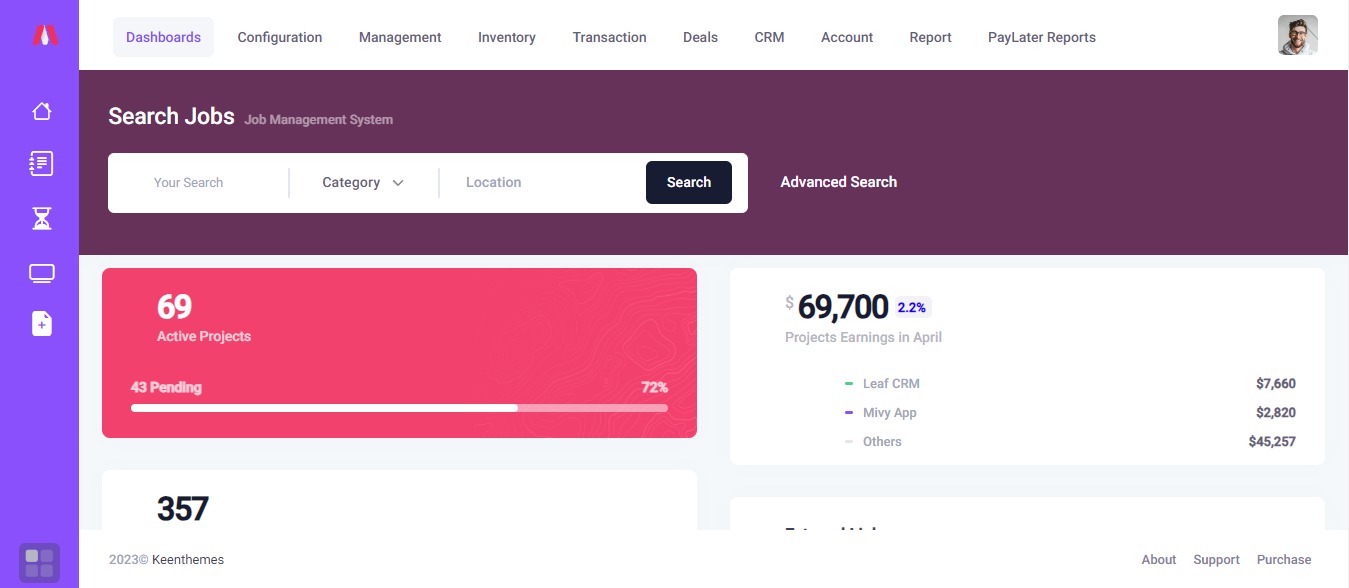 Dashboards Configuration Management Inventory Transaction Deals CRM Account Report PayLater Reports
Search Jobs Job Management System
Your Search Category Location Search Advanced Search
69
Active Projects
43 Pending 72%
$ 69,700 2.2%
Projects Earnings in April
Leaf CRM $7,660
Mivy App $2,820
Others $45,257
357
2023© Keenthemes About Support Purchase